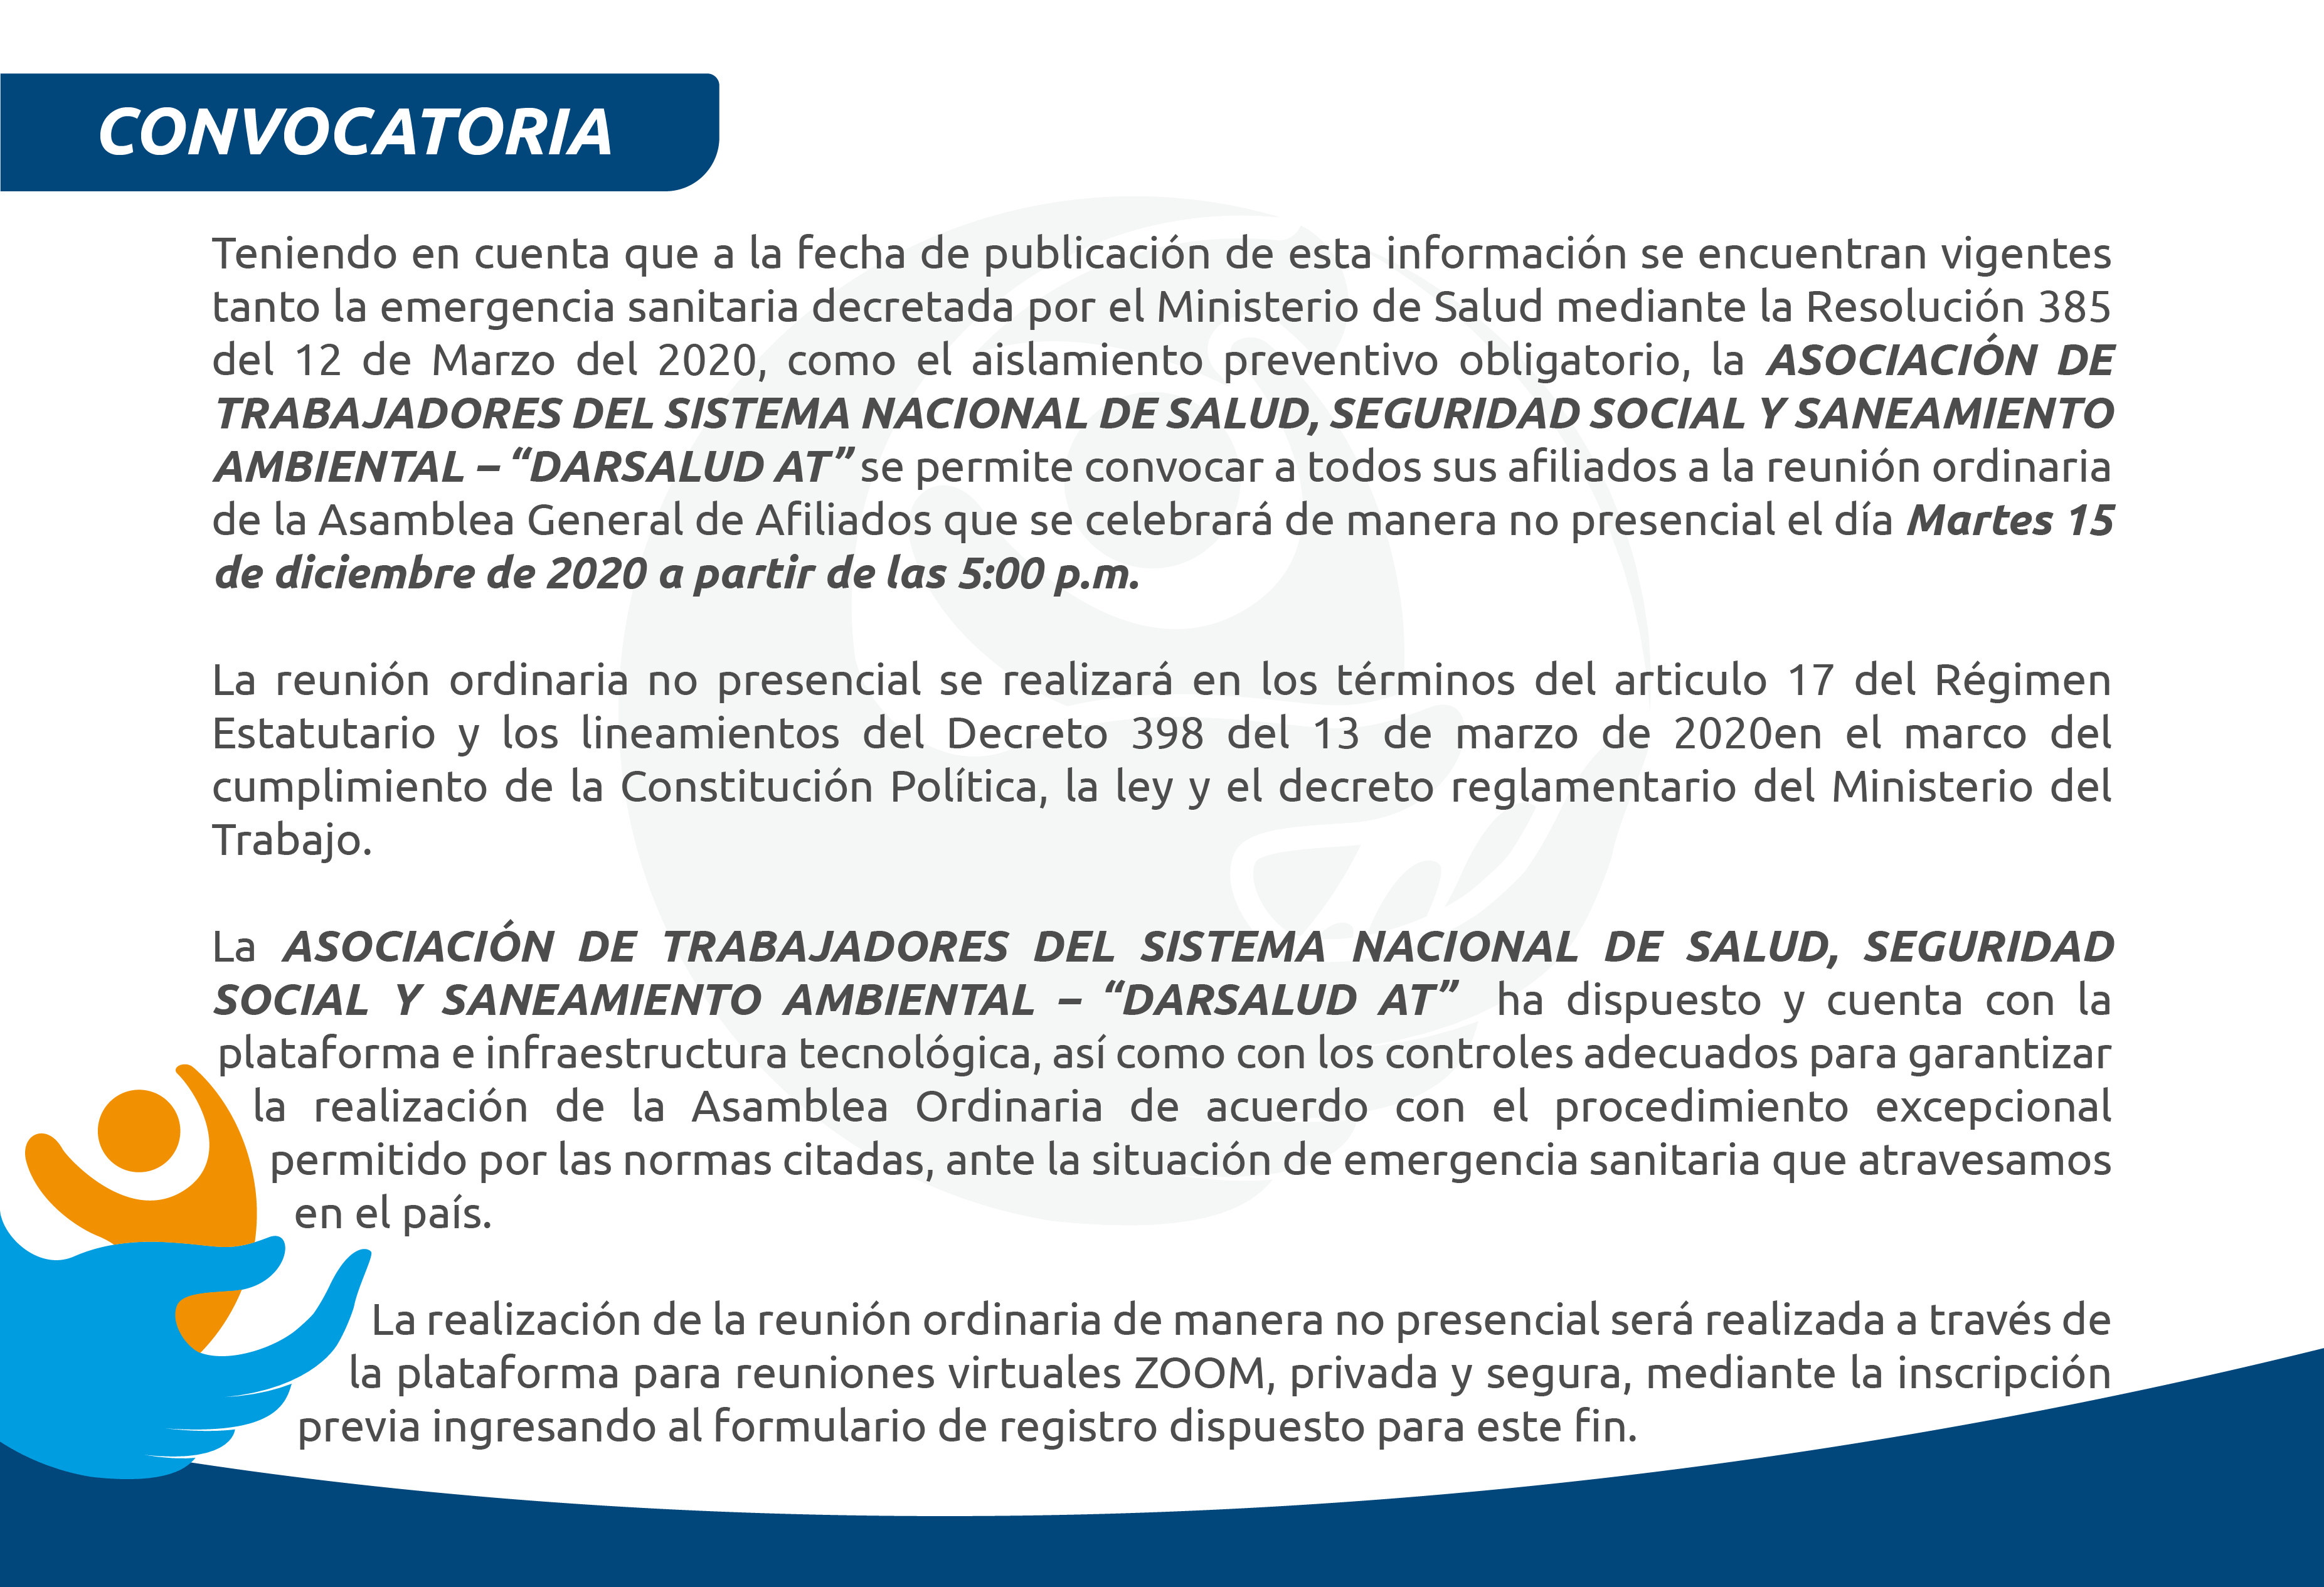 CONVOCATORIA
Teniendo en cuenta que a la fecha de publicación de esta información se encuentran vigentes
tanto la emergencia sanitaria decretada por el Ministerio de Salud mediante la Resolución 385
del 12 de Marzo del 2020, como el aislamiento preventivo obligatorio, la ASOCIACIÓN DE
TRABAJADORES DEL SISTEMA NACIONAL DE SALUD, SEGURIDAD SOCIAL Y SANEAMIENTO
AMBIENTAL – “DARSALUD AT” se permite convocar a todos sus afiliados a la reunión ordinaria
de la Asamblea General de Afiliados que se celebrará de manera no presencial el día Martes 15
de diciembre de 2020 a partir de las 5:00 p.m.
La reunión ordinaria no presencial se realizará en los términos del articulo 17 del Régimen
Estatutario y los lineamientos del Decreto 398 del 13 de marzo de 2020en el marco del
cumplimiento de la Constitución Política, la ley y el decreto reglamentario del Ministerio del
Trabajo.
La ASOCIACIÓN DE TRABAJADORES DEL SISTEMA NACIONAL DE SALUD, SEGURIDAD
SOCIAL Y SANEAMIENTO AMBIENTAL – “DARSALUD AT” ha dispuesto y cuenta con la
plataforma e infraestructura tecnológica, así como con los controles adecuados para garantizar
la realización de la Asamblea Ordinaria de acuerdo con el procedimiento excepcional
permitido por las normas citadas, ante la situación de emergencia sanitaria que atravesamos
en el país.
La realización de la reunión ordinaria de manera no presencial será realizada a través de
la plataforma para reuniones virtuales ZOOM, privada y segura, mediante la inscripción
previa ingresando al formulario de registro dispuesto para este fin.